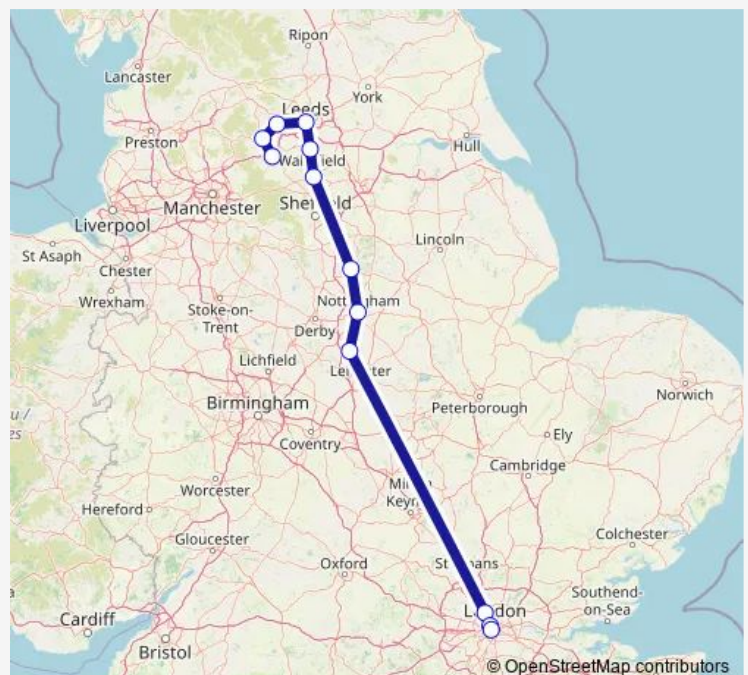 Ripon
Lancaster
York
Leeds
Preston
Hull
Manchester
Liverpool
Lincoln
St Asaph
Chester
Wrexham
Stoke-on-
Trent
Derby
Lichfield
Norwich
Birmingham
Peterborough
Ely
Coventry
Cambridge
Worcester
Hereford
Gloucester
Colchester
Oxford
Southend-
on-Sea
Cardiff
Bristol
© OpenStreetMap contributors